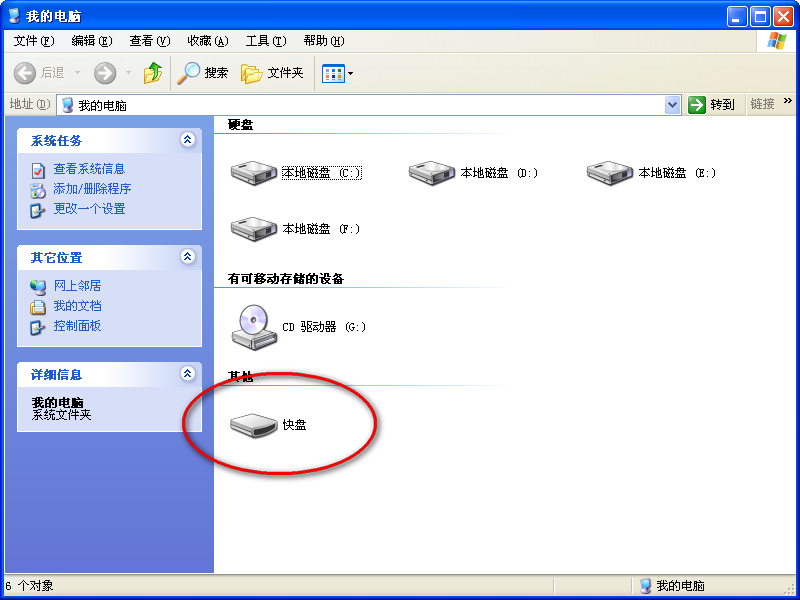 我的电脑
文件(F) 编辑(E) 查看(V) 收藏(A) 工具(T) 帮助(H)
后退 搜索 文件夹
地址(D) 我的电脑 转到 链接 »
系统任务
查看系统信息
添加/删除程序
更改一个设置
其它位置
网上邻居
我的文档
控制面板
详细信息
我的电脑
系统文件夹
硬盘
本地磁盘 (C:) 本地磁盘 (D:) 本地磁盘 (E:)
本地磁盘 (F:)
有可移动存储的设备
CD 驱动器 (G:)
其他
快盘
6 个对象 我的电脑